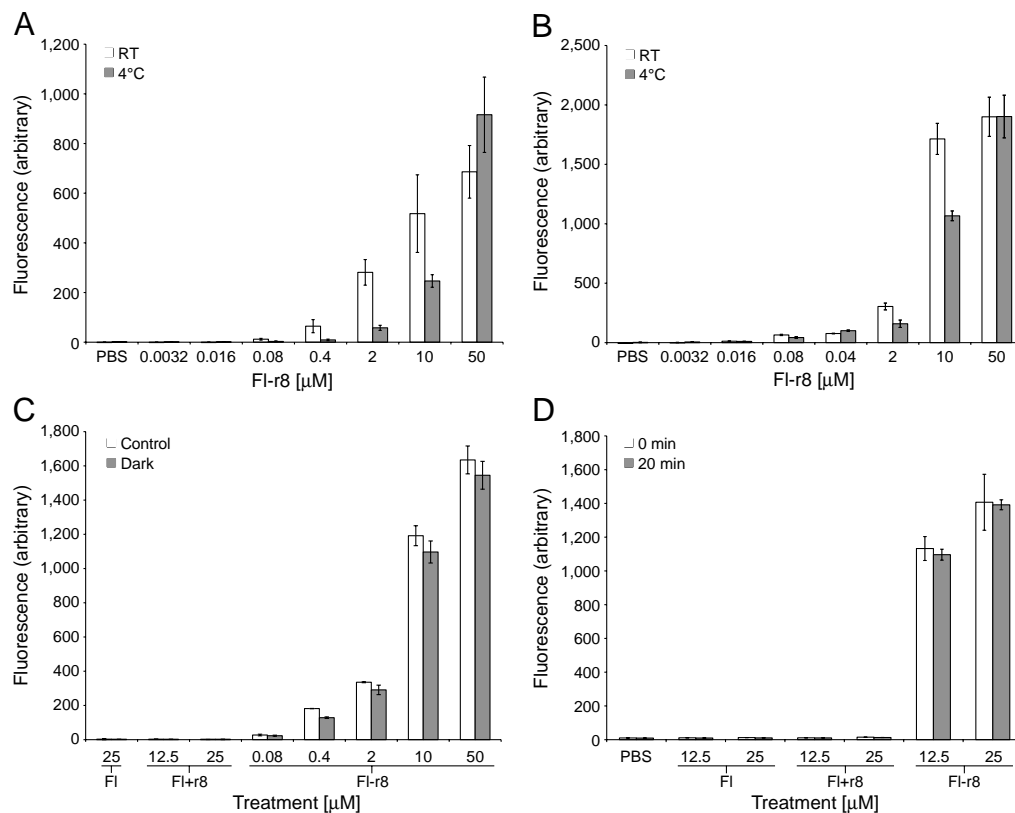 A
1,200
1,000
800
600
400
200
0
Fluorescence (arbitrary)
RT
4°C
PBS 0.0032 0.016 0.08 0.4 2 10 50
Fl-r8 [μM]
B
2,500
2,000
1,500
1,000
500
0
Fluorescence (arbitrary)
RT
4°C
PBS 0.0032 0.016 0.08 0.04 2 10 50
Fl-r8 [μM]
C
1,800
1,600
1,400
1,200
1,000
800
600
400
200
0
Fluorescence (arbitrary)
Control
Dark
25 12.5 25 0.08 0.4 2 10 50
Fl Fl+r8 Fl-r8
Treatment [μM]
D
1,800
1,600
1,400
1,200
1,000
800
600
400
200
0
Fluorescence (arbitrary)
0 min
20 min
PBS 12.5 25 12.5 25 12.5 25
Fl Fl+r8 Fl-r8
Treatment [μM]